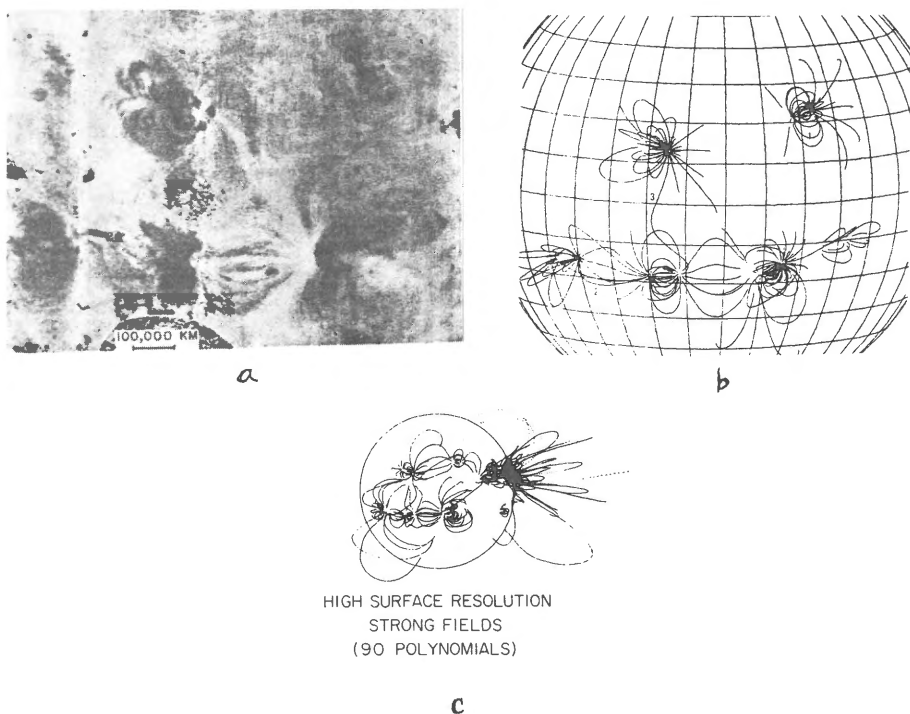 100,000 KM
a
3
b
HIGH SURFACE RESOLUTION
STRONG FIELDS
(90 POLYNOMIALS)
c